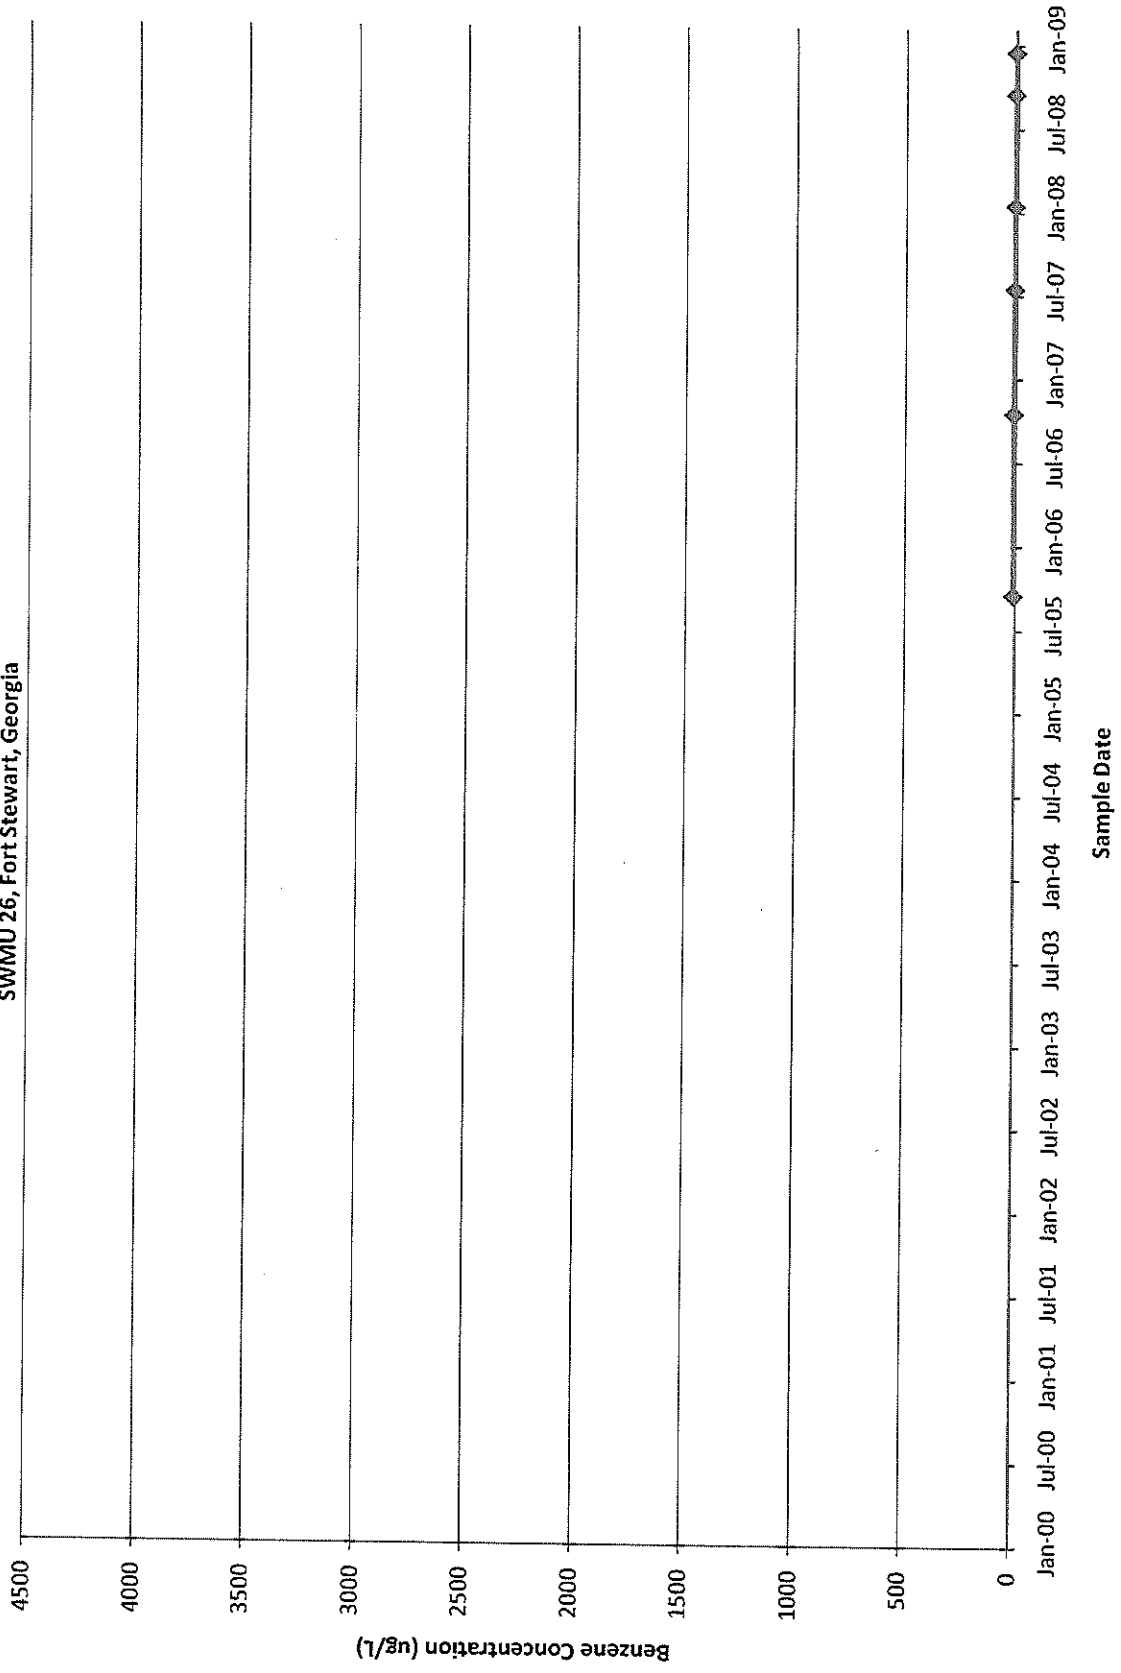 SWMU 26, Fort Stewart, Georgia
Benzene Concentration (ug/L)
4500
4000
3500
3000
2500
2000
1500
1000
500
0
Jan-00 Jul-00 Jan-01 Jul-01 Jan-02 Jul-02 Jan-03 Jul-03 Jan-04 Jul-04 Jan-05 Jul-05 Jan-06 Jul-06 Jan-07 Jul-07 Jan-08 Jul-08 Jan-09
Sample Date